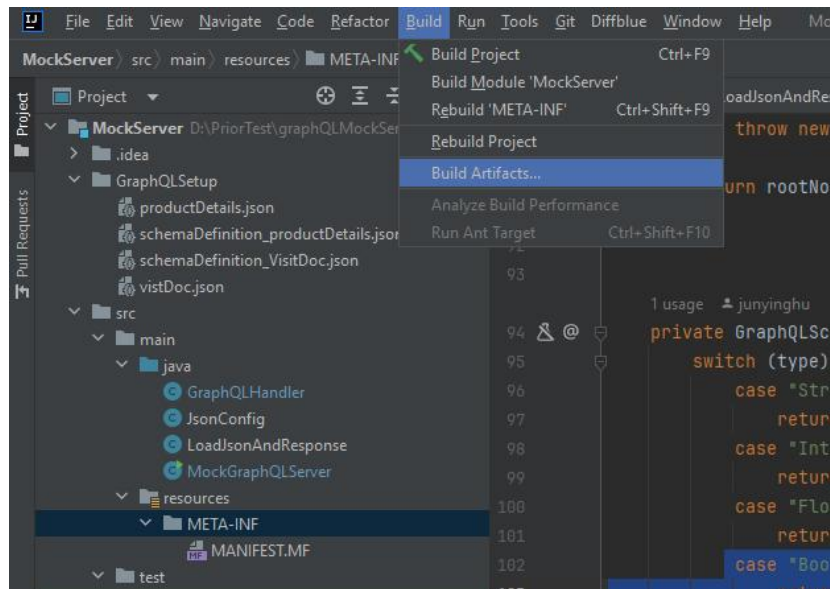 IJ File Edit View Navigate Code Refactor Build Run Tools Git Diffblue Window Help
MockServer src main resources META-INF
Build Project Ctrl+F9
Build Module 'MockServer'
Rebuild 'META-INF' Ctrl+Shift+F9
Rebuild Project
Build Artifacts...
Analyze Build Performance
Run Ant Target Ctrl+Shift+F10
Project
Pull Requests
Project
MockServer D:\PriorTest\graphQLMockSer
.idea
GraphQLSetup
productDetails.json
schemaDefinition_productDetails.json
schemaDefinition_VisitDoc.json
vistDoc.json
src
main
java
C GraphQLHandler
C JsonConfig
C LoadJsonAndResponse
C MockGraphQLServer
resources
META-INF
MF MANIFEST.MF
test
oadJsonAndRe
throw new
urn rootNo
92
93
1 usage junyinghu
94 @ private GraphQLSc
95 switch (type)
96 case "Str
97 retur
98 case "Int
99 retur
100 case "Flo
101 retur
102 case "Boo